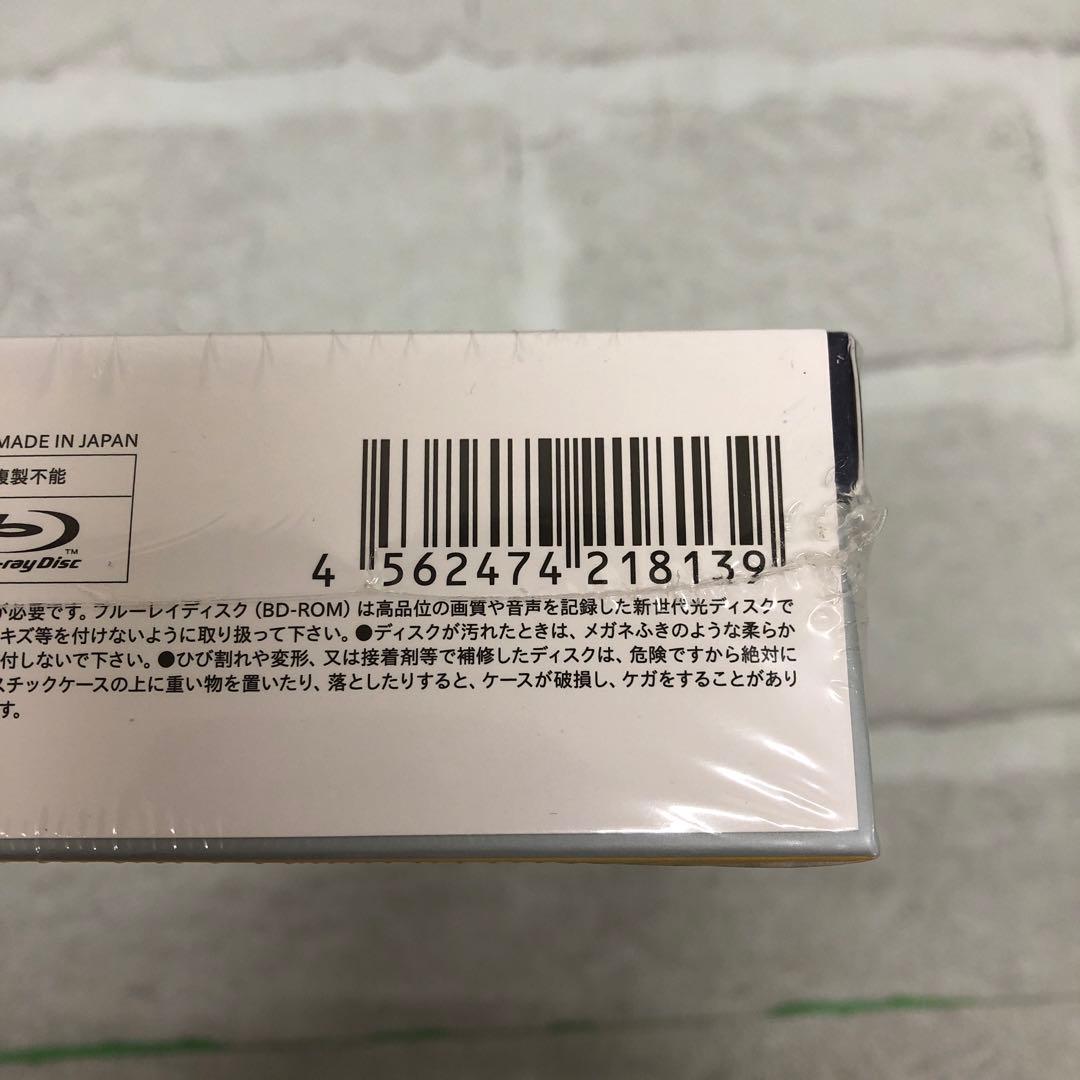 MADE IN JAPAN
複製不能
-ray Disc
TM
4 562474 218139
が必要です。ブルーレイディスク（BD-ROM）は高品位の画質や音声を記録した新世代光ディスクで
キズ等を付けないように取り扱って下さい。●ディスクが汚れたときは、メガネふきのような柔らか
付しないで下さい。●ひび割れや変形、又は接着剤等で補修したディスクは、危険ですから絶対に
スチックケースの上に重い物を置いたり、落としたりすると、ケースが破損し、ケガをすることがあり
す。